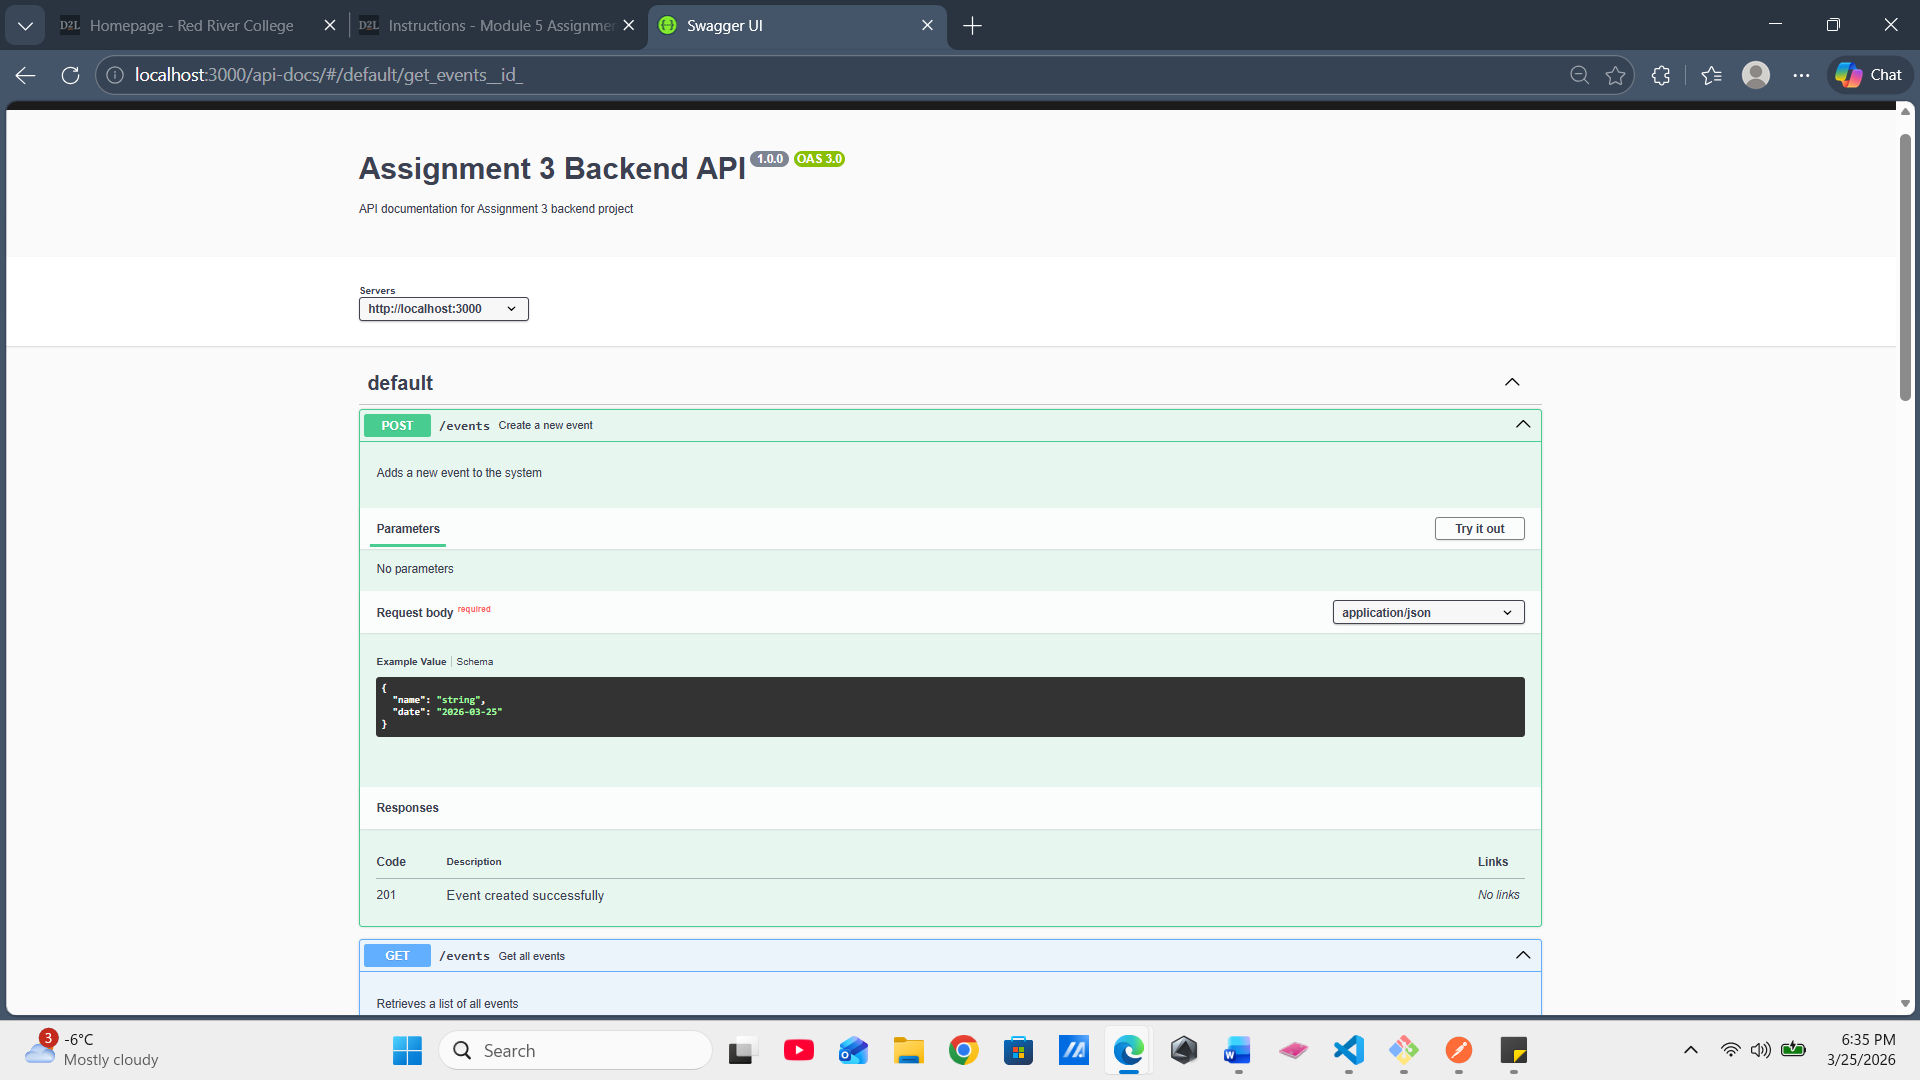 Homepage - Red River College
Instructions - Module 5 Assignmer
Swagger UI
localhost:3000/api-docs/#/default/get_events__id_
Chat
Assignment 3 Backend API 1.0.0 OAS 3.0
API documentation for Assignment 3 backend project
Servers
http://localhost:3000
default
POST /events Create a new event
Adds a new event to the system
Parameters
Try it out
No parameters
Request body required
application/json
Example Value | Schema
{
"name": "string",
"date": "2026-03-25"
}
Responses
Code Description Links
201 Event created successfully No links
GET /events Get all events
Retrieves a list of all events
3
-6°C
Mostly cloudy
Search
6:35 PM
3/25/2026